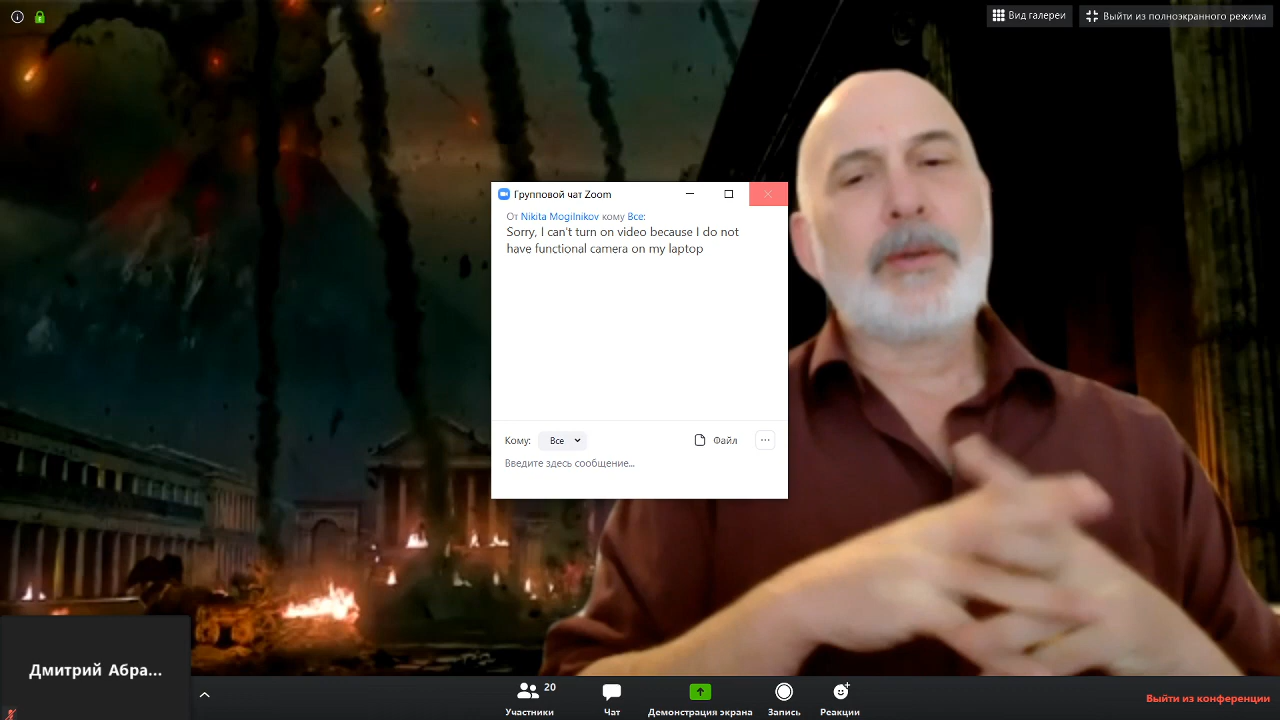 Вид галереи
Выйти из полноэкранного режима
Групповой чат Zoom
От Nikita Mogilnikov кому Все:
Sorry, I can't turn on video because I do not
have functional camera on my laptop
Кому: Все
Файл
Введите здесь сообщение...
Дмитрий Абра...
20
Участники
Чат
Демонстрация экрана
Запись
Реакции
Выйти из конференции